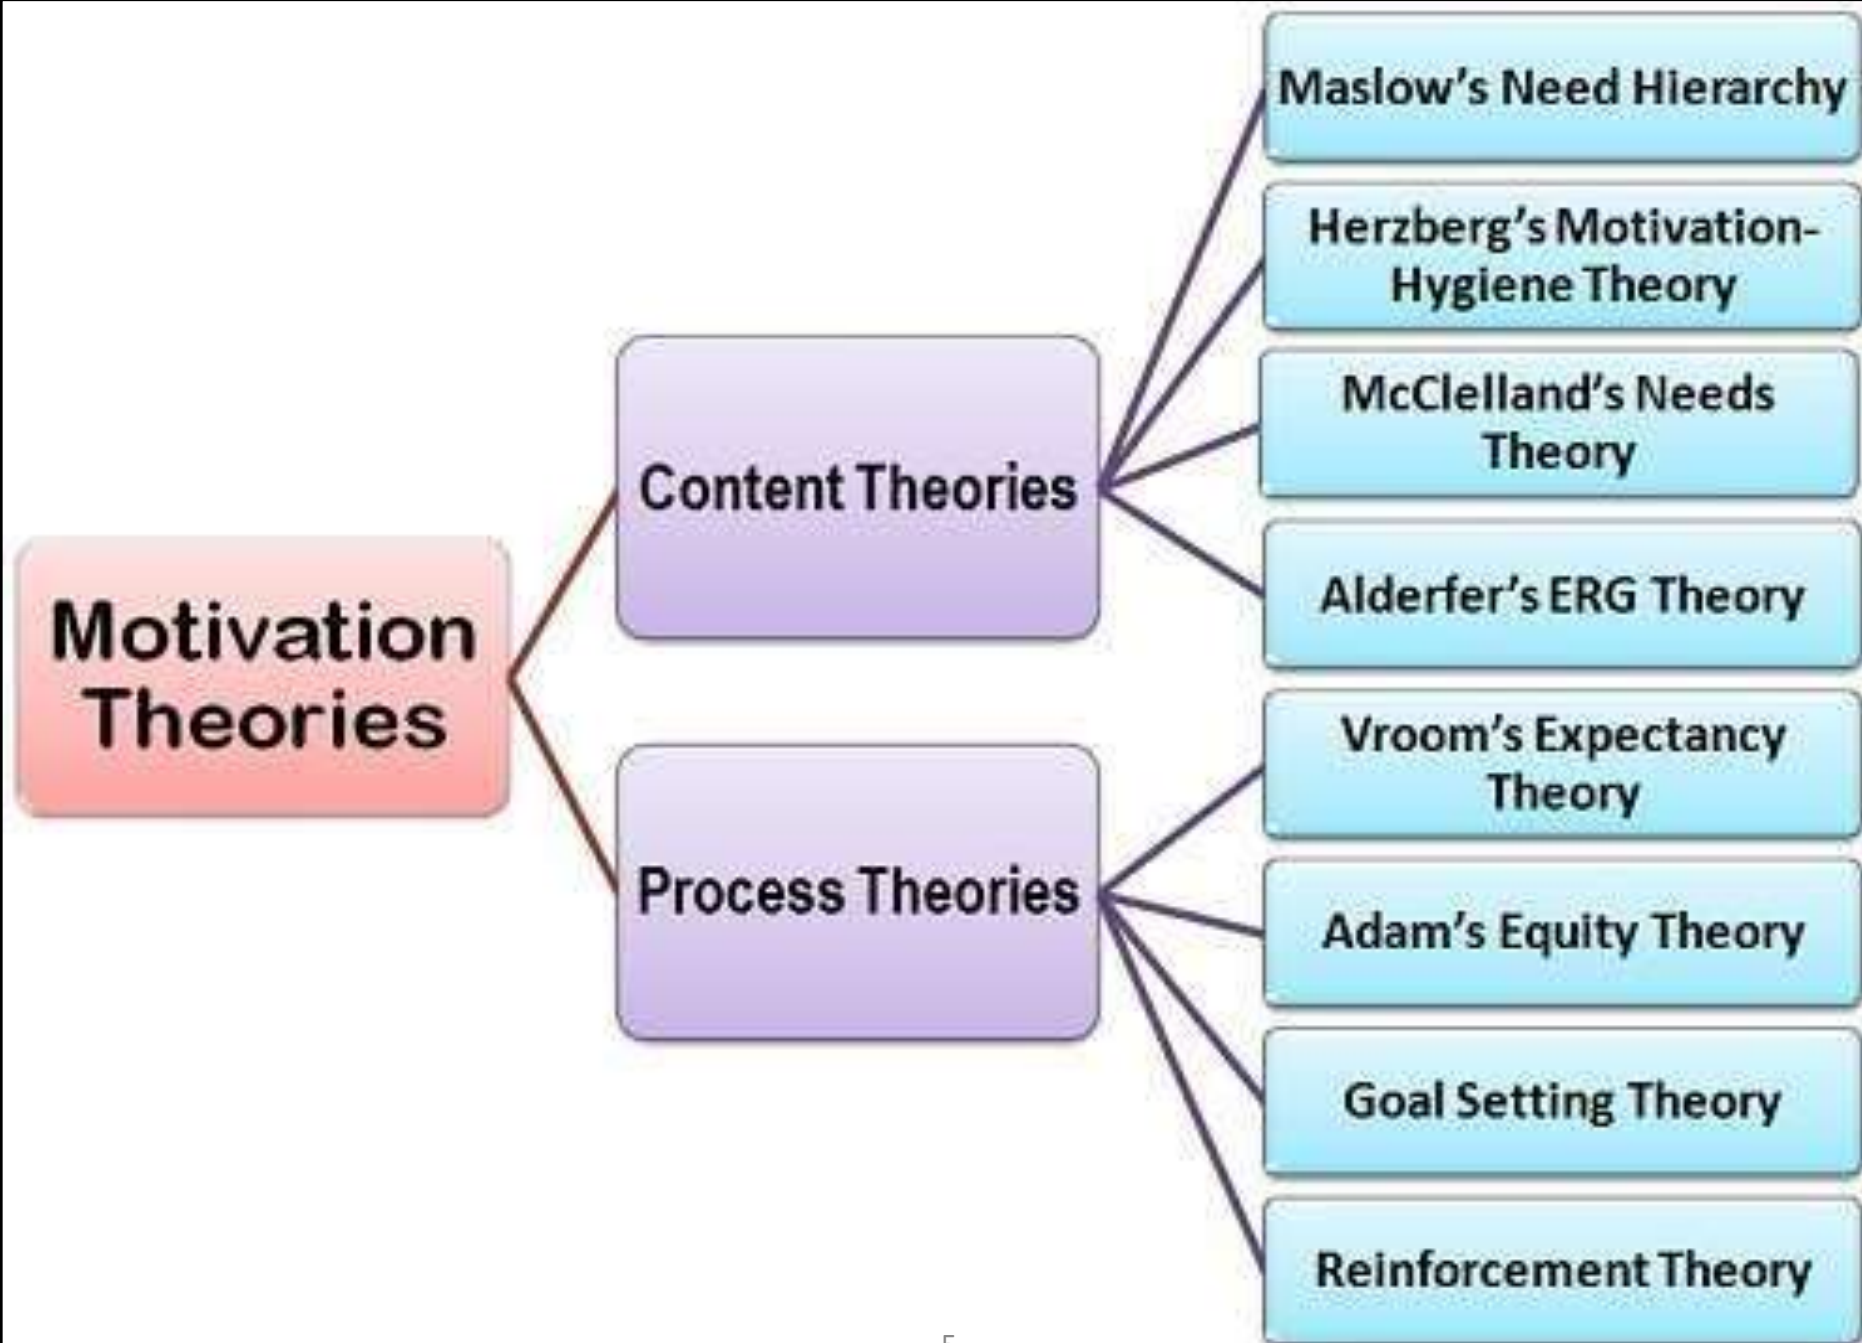 Motivation
Theories
Content Theories
Process Theories
Maslow's Need Hierarchy
Herzberg's Motivation-
Hygiene Theory
McClelland's Needs
Theory
Alderfer's ERG Theory
Vroom's Expectancy
Theory
Adam's Equity Theory
Goal Setting Theory
Reinforcement Theory